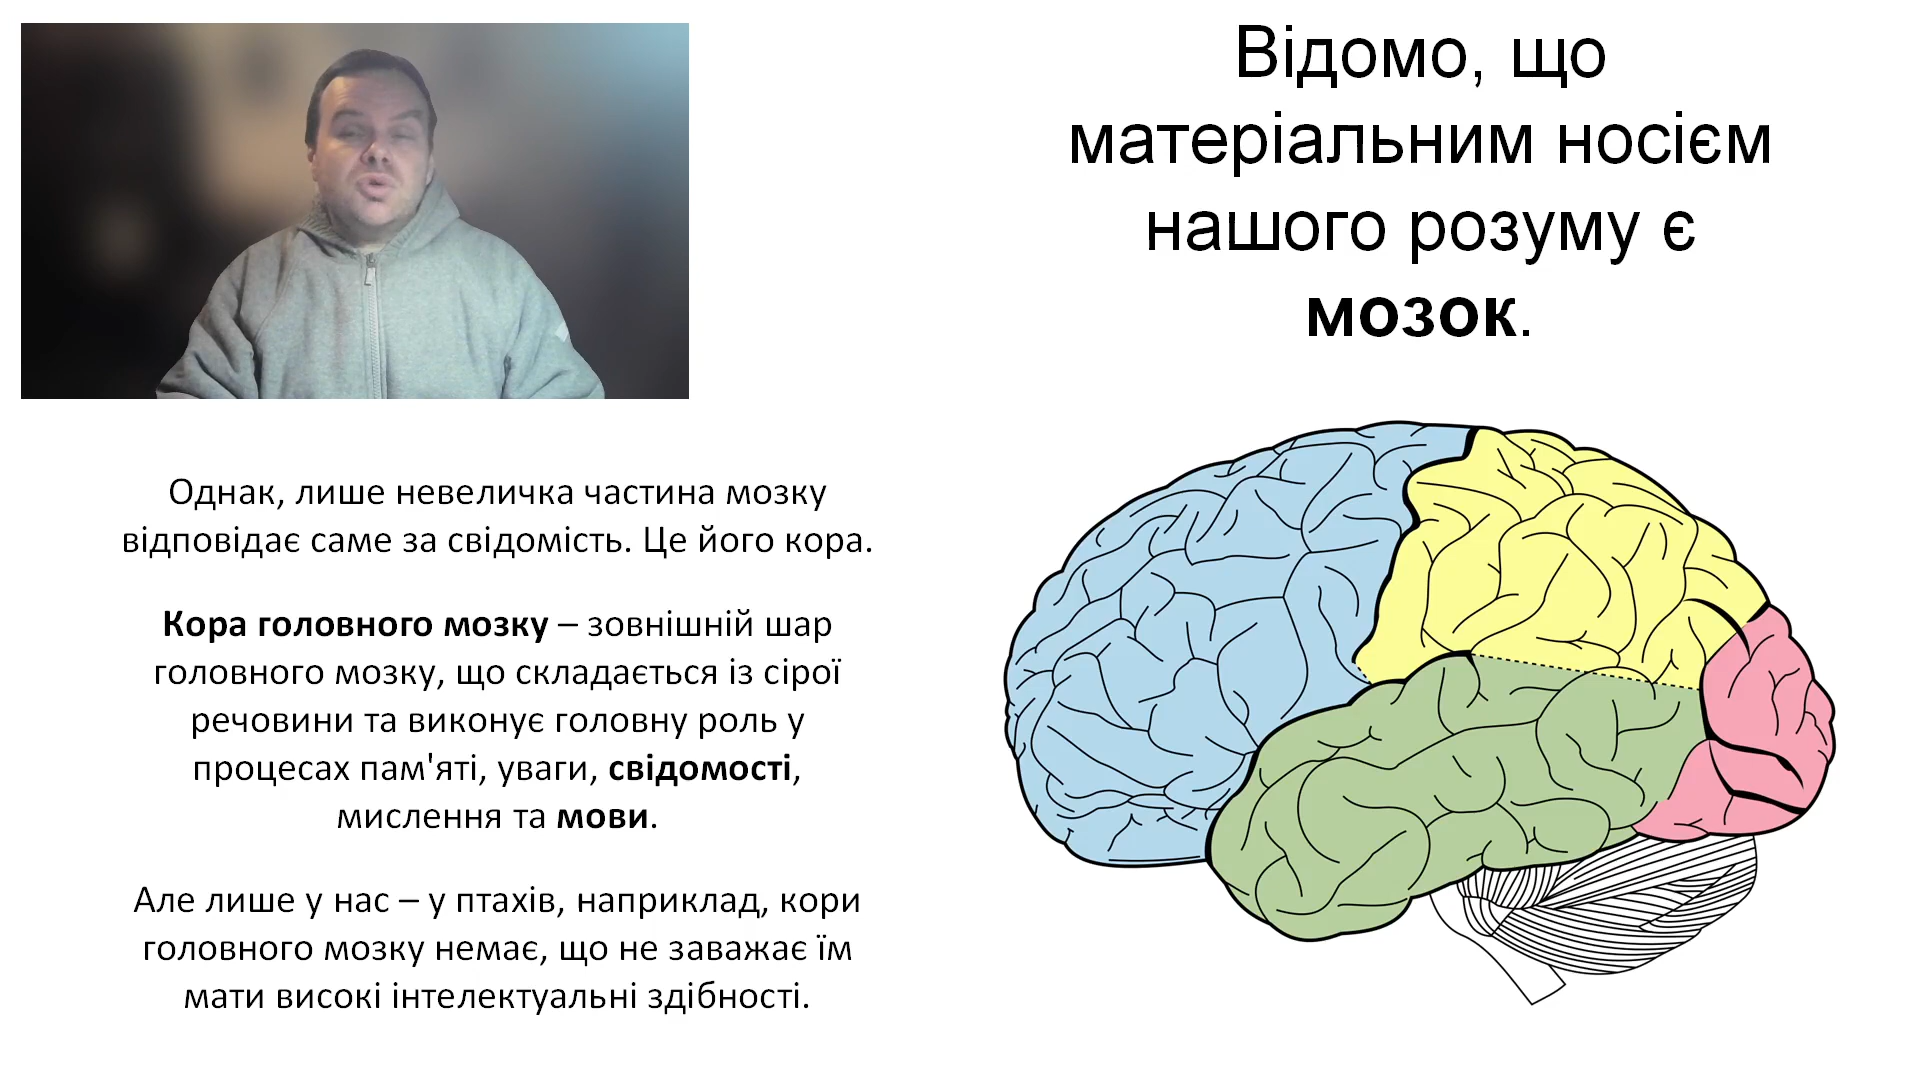 Відомо, що
матеріальним носієм
нашого розуму є
мозок.
Однак, лише невеличка частина мозку
відповідає саме за свідомість. Це його кора.
Кора головного мозку – зовнішній шар
головного мозку, що складається із сірої
речовини та виконує головну роль у
процесах пам'яті, уваги, свідомості,
мислення та мови.
Але лише у нас – у птахів, наприклад, кори
головного мозку немає, що не заважає їм
мати високі інтелектуальні здібності.